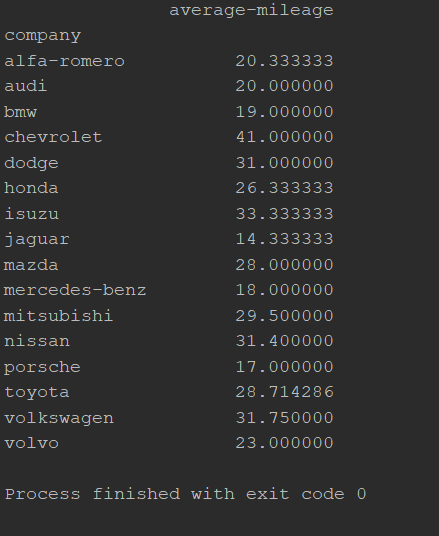 average-mileage
company
alfa-romero 20.333333
audi 20.000000
bmw 19.000000
chevrolet 41.000000
dodge 31.000000
honda 26.333333
isuzu 33.333333
jaguar 14.333333
mazda 28.000000
mercedes-benz 18.000000
mitsubishi 29.500000
nissan 31.400000
porsche 17.000000
toyota 28.714286
volkswagen 31.750000
volvo 23.000000
Process finished with exit code 0